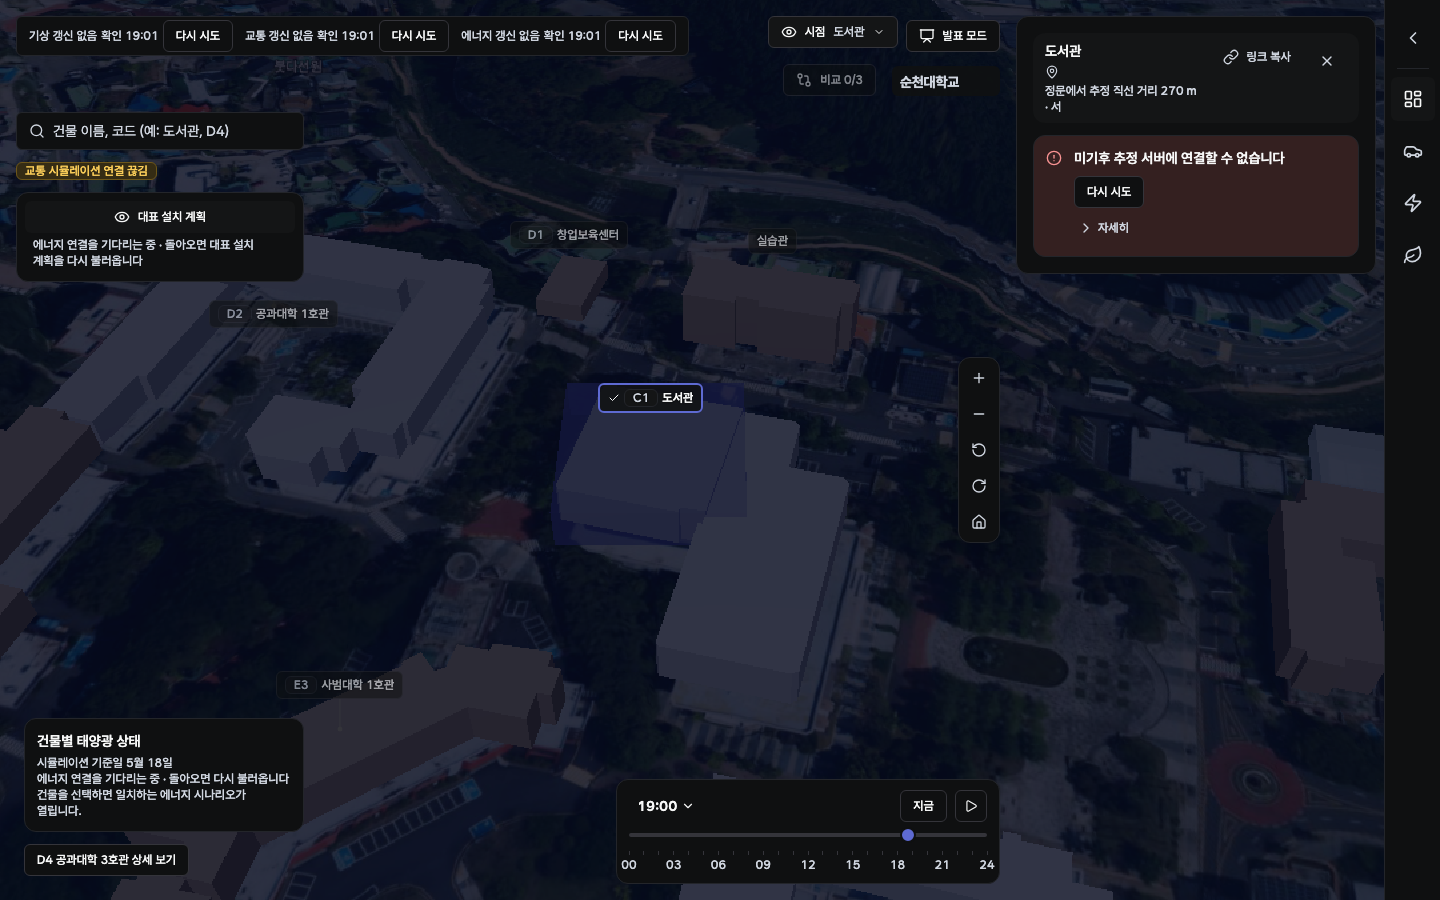 기상 갱신 없음 확인 19:01 다시 시도 교통 갱신 없음 확인 19:01 다시 시도 에너지 갱신 없음 확인 19:01 다시 시도
시점 도서관
발표 모드
비교 0/3
순천대학교
건물 이름, 코드 (예: 도서관, D4)
교통 시뮬레이션 연결 끊김
대표 설치 계획
에너지 연결을 기다리는 중 · 돌아오면 대표 설치
계획을 다시 불러옵니다
도서관
링크 복사
정문에서 추정 직선 거리 270 m
· 서
미기후 추정 서버에 연결할 수 없습니다
다시 시도
자세히
D1 창업보육센터
실습관
D2 공과대학 1호관
C1 도서관
E3 사범대학 1호관
건물별 태양광 상태
시뮬레이션 기준일 5월 18일
에너지 연결을 기다리는 중 · 돌아오면 다시 불러옵니다
건물을 선택하면 일치하는 에너지 시나리오가
열립니다.
D4 공과대학 3호관 상세 보기
19:00
지금
00 03 06 09 12 15 18 21 24